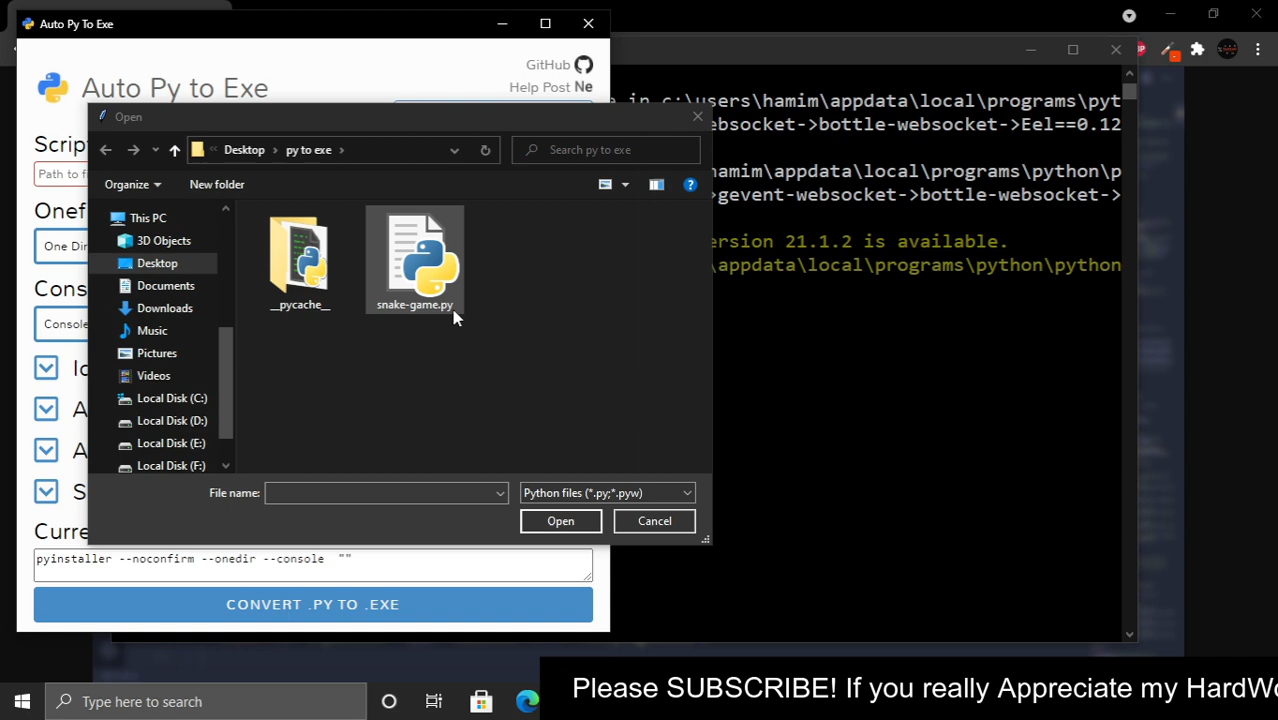 Auto Py To Exe
GitHub
Auto Py to Exe
Help Post Ne
e in c:\users\hamim\appdata\local\programs\pyt
Open
ebsocket->bottle-websocket->Eel==0.12
Scrip
Desktop > py to exe >
Search py to exe
Path to f
hamim\appdata\local\programs\python\p
Organize
New folder
>gevent-websocket->bottle-websocket->
Onef
This PC
3D Objects
One Dir
ersion 21.1.2 is available.
Desktop
\appdata\local\programs\python\python
Documents
Cons
__pycache__
snake-game.py
Downloads
Console
Music
Pictures
Ic
Videos
Local Disk (C:)
A
Local Disk (D:)
Local Disk (E:)
A
Local Disk (F:)
S
File name:
Python files (*.py;*.pyw)
Open
Cancel
Curre
pyinstaller --noconfirm --onedir --console ""
CONVERT .PY TO .EXE
Please SUBSCRIBE! If you really Appreciate my HardWo
Type here to search